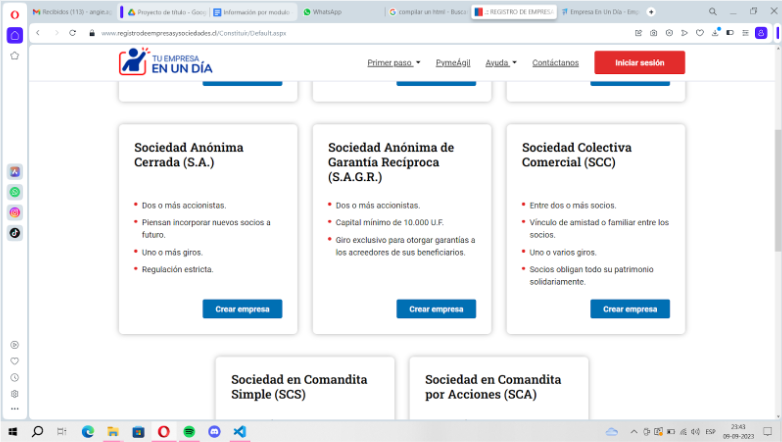 Recibidos (113) - angie.c
Proyecto de título - Goo
información por modulo
WhatsApp
compilar un html - Busca
:: REGISTRO DE EMPRESA
Empresa En Un Día - Em
www.registrodeempresasysociedades.cl/Constituir/Default.aspx
TU EMPRESA
EN UN DÍA
Primer paso
PymeÁgil
Ayuda
Contáctanos
Iniciar sesión
Sociedad Anónima
Cerrada (S.A.)
Dos o más accionistas.
Piensan incorporar nuevos socios a
futuro.
Uno o más giros.
Regulación estricta.
Crear empresa
Sociedad Anónima de
Garantía Recíproca
(S.A.G.R.)
Dos o más accionistas.
Capital mínimo de 10.000 U.F.
Giro exclusivo para otorgar garantías a
los acreedores de sus beneficiarios.
Crear empresa
Sociedad Colectiva
Comercial (SCC)
Entre dos o más socios.
Vínculo de amistad o familiar entre los
socios.
Uno o varios giros.
Socios obligan todo su patrimonio
solidariamente.
Crear empresa
Sociedad en Comandita
Simple (SCS)
Sociedad en Comandita
por Acciones (SCA)
ESP
23:43
09-09-2023